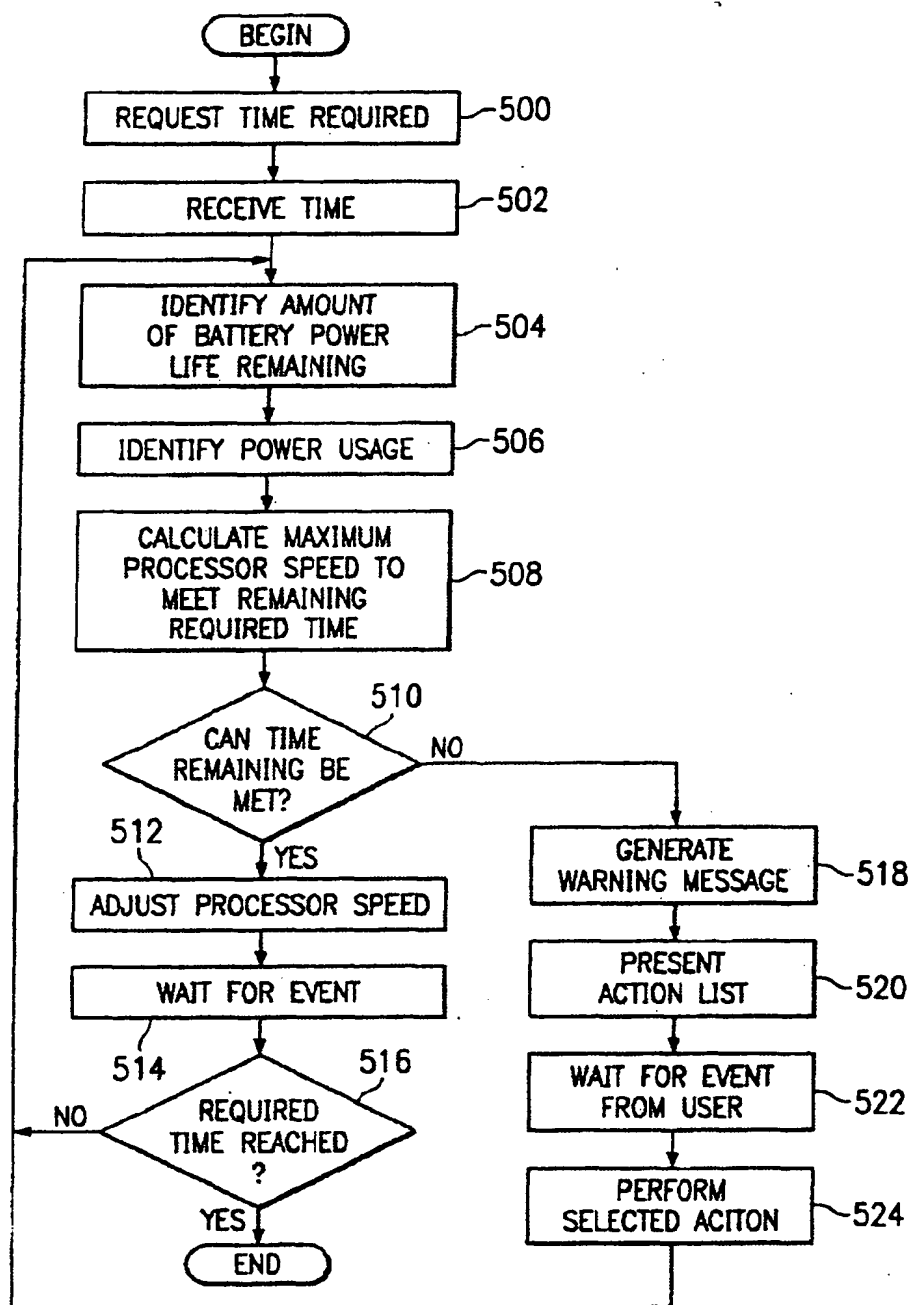 BEGIN
REQUEST TIME REQUIRED
500
RECEIVE TIME
502
IDENTIFY AMOUNT
OF BATTERY POWER
LIFE REMAINING
504
IDENTIFY POWER USAGE
506
CALCULATE MAXIMUM
PROCESSOR SPEED TO
MEET REMAINING
REQUIRED TIME
508
510
CAN TIME
REMAINING BE
MET?
NO
YES
512
ADJUST PROCESSOR SPEED
WAIT FOR EVENT
514
516
REQUIRED
TIME REACHED
?
NO
YES
END
GENERATE
WARNING MESSAGE
518
PRESENT
ACTION LIST
520
WAIT FOR EVENT
FROM USER
522
PERFORM
SELECTED ACITON
524